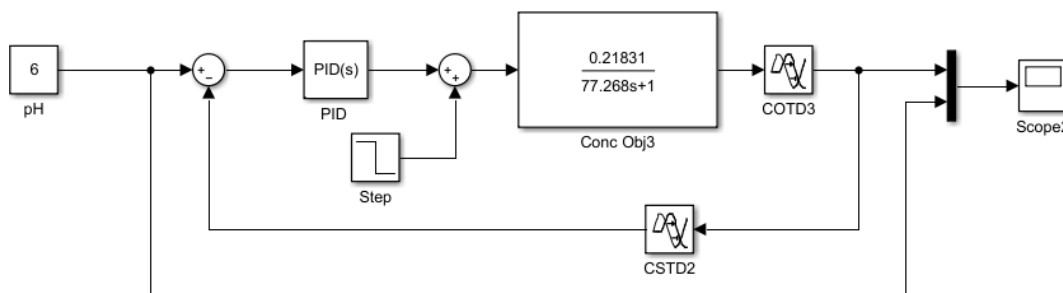 6
pH
+
−
PID(s)
PID
+
+
Step
0.21831
77.268s+1
Conc Obj3
COTD3
CSTD2
Scope2